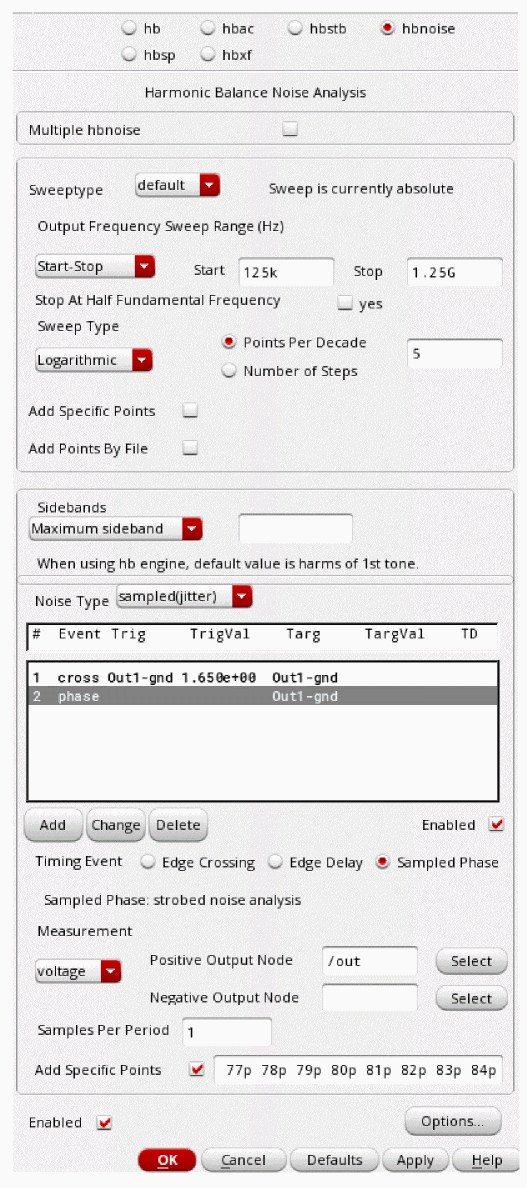 hb hbac hbstb hbnoise
hbsp hbxf
Harmonic Balance Noise Analysis
Multiple hbnoise
Sweeptype default Sweep is currently absolute
Output Frequency Sweep Range (Hz)
Start-Stop Start 125k Stop 1.25G
Stop At Half Fundamental Frequency yes
Sweep Type
Logarithmic Points Per Decade 5
Number of Steps
Add Specific Points
Add Points By File
Sidebands
Maximum sideband
When using hb engine, default value is harms of 1st tone.
Noise Type sampled(jitter)
# Event Trig TrigVal Targ TargVal TD
1 cross Out1-gnd 1.650e+00 Out1-gnd
2 phase Out1-gnd
Add Change Delete Enabled
Timing Event Edge Crossing Edge Delay Sampled Phase
Sampled Phase: strobed noise analysis
Measurement
voltage Positive Output Node /out Select
Negative Output Node Select
Samples Per Period 1
Add Specific Points 77p 78p 79p 80p 81p 82p 83p 84p
Enabled Options...
OK Cancel Defaults Apply Help